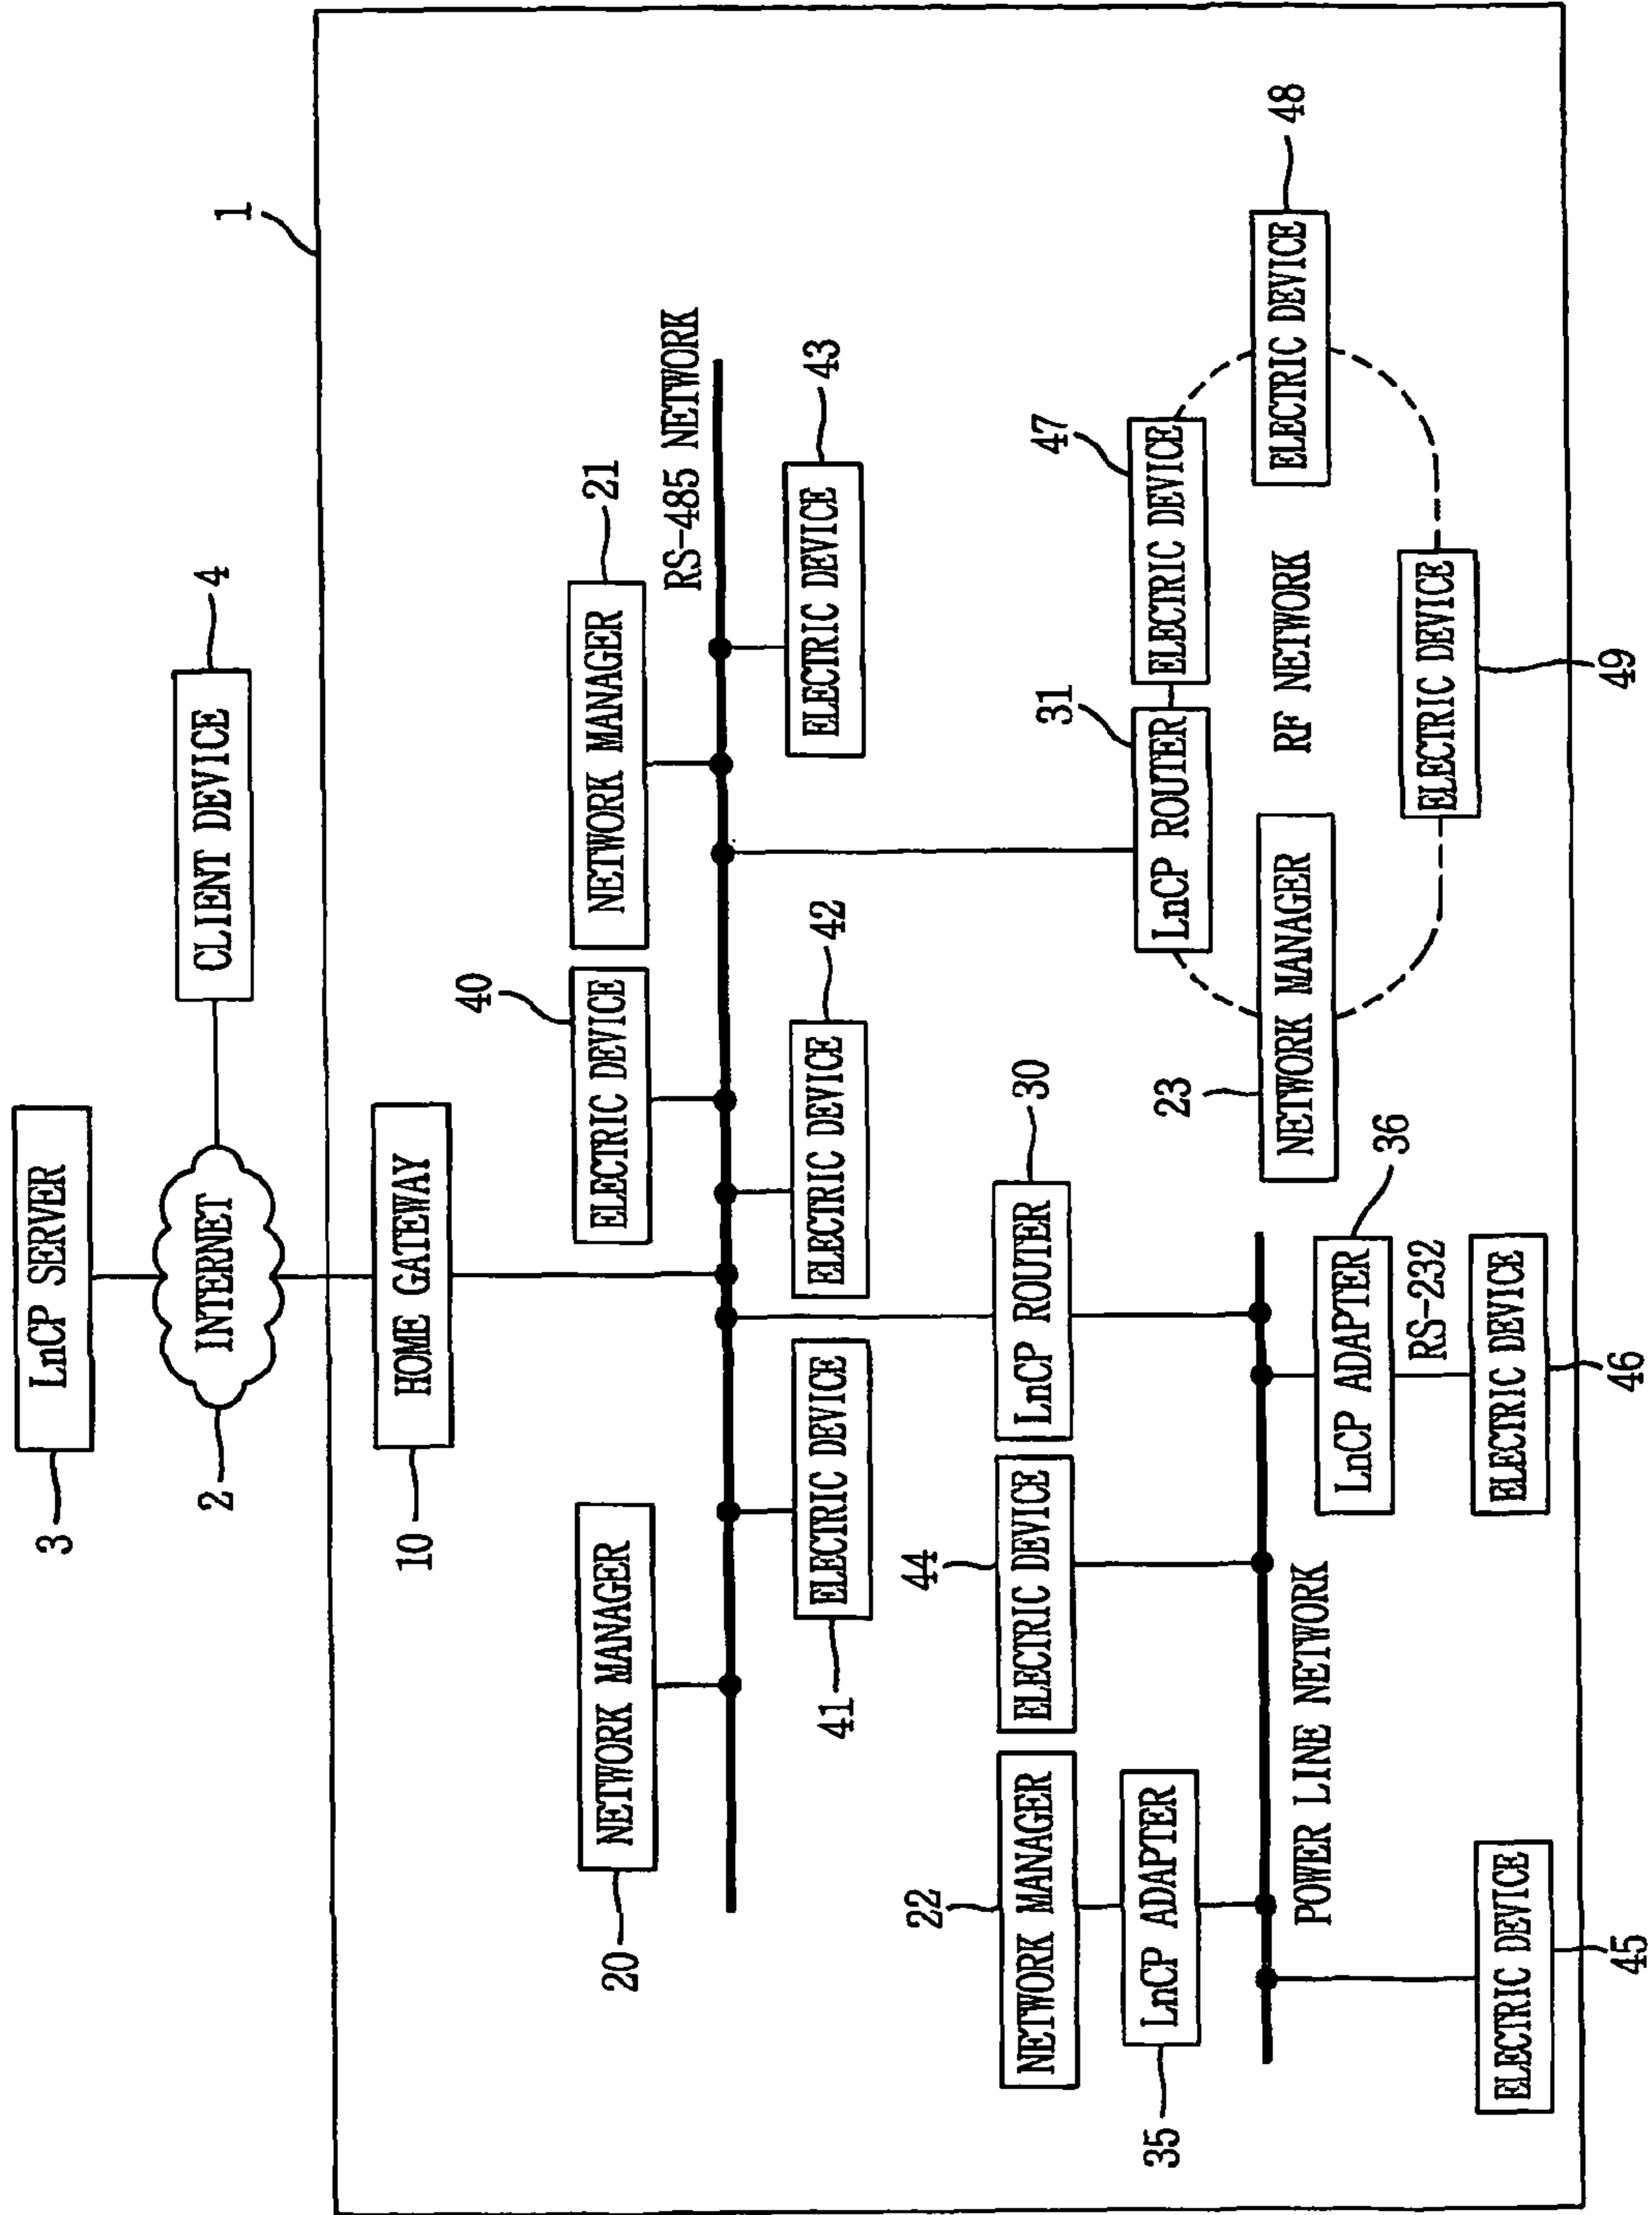 LnCP SERVER
3
INTERNET
2
CLIENT DEVICE
4
1
HOME GATEWAY
10
NETWORK MANAGER
20
ELECTRIC DEVICE
40
NETWORK MANAGER
21
RS-485 NETWORK
ELECTRIC DEVICE
41
ELECTRIC DEVICE
42
ELECTRIC DEVICE
43
NETWORK MANAGER
22
ELECTRIC DEVICE
44
LnCP ROUTER
30
LnCP ADAPTER
35
LnCP ROUTER
31
ELECTRIC DEVICE
47
POWER LINE NETWORK
NETWORK MANAGER
23
RF NETWORK
ELECTRIC DEVICE
48
LnCP ADAPTER
36
RS-232
ELECTRIC DEVICE
45
ELECTRIC DEVICE
46
ELECTRIC DEVICE
49